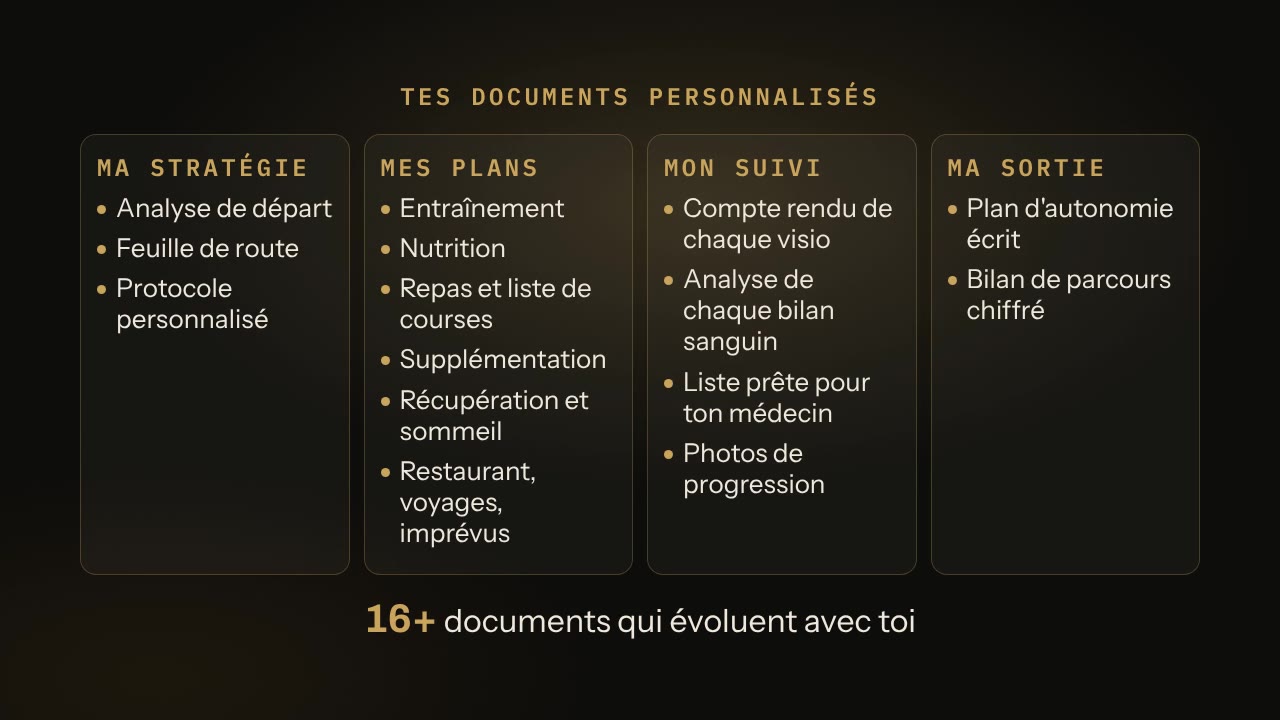 TES DOCUMENTS PERSONNALISÉS
MA STRATÉGIE
Analyse de départ
Feuille de route
Protocole
personnalisé
MES PLANS
Entraînement
Nutrition
Repas et liste de
courses
Supplémentation
Récupération et
sommeil
Restaurant,
voyages,
imprévus
MON SUIVI
Compte rendu de
chaque visio
Analyse de
chaque bilan
sanguin
Liste prête pour
ton médecin
Photos de
progression
MA SORTIE
Plan d'autonomie
écrit
Bilan de parcours
chiffré
16+ documents qui évoluent avec toi